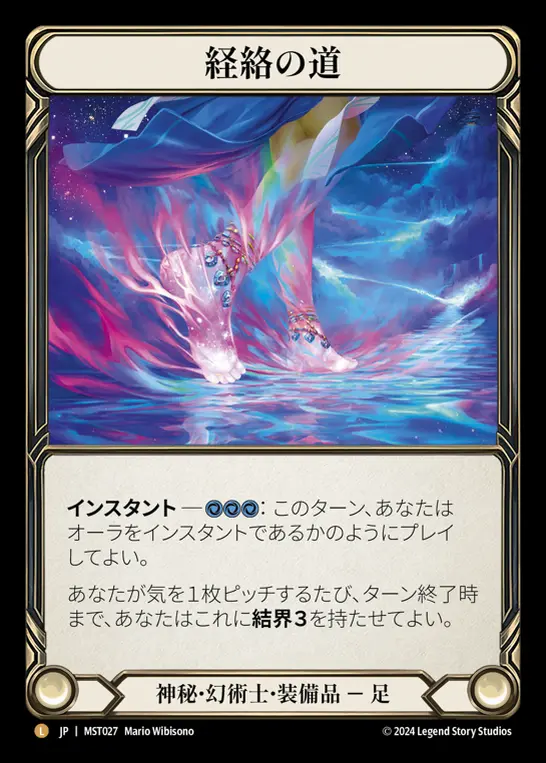 経絡の道
インスタント ―: このターン、あなたは
オーラをインスタントであるかのようにプレイ
してよい。
あなたが気を1枚ピッチするたび、ターン終了時
まで、あなたはこれに結界3を持たせてよい。
神秘・幻術士・装備品 － 足
L JP | MST027 Mario Wibisono
© 2024 Legend Story Studios